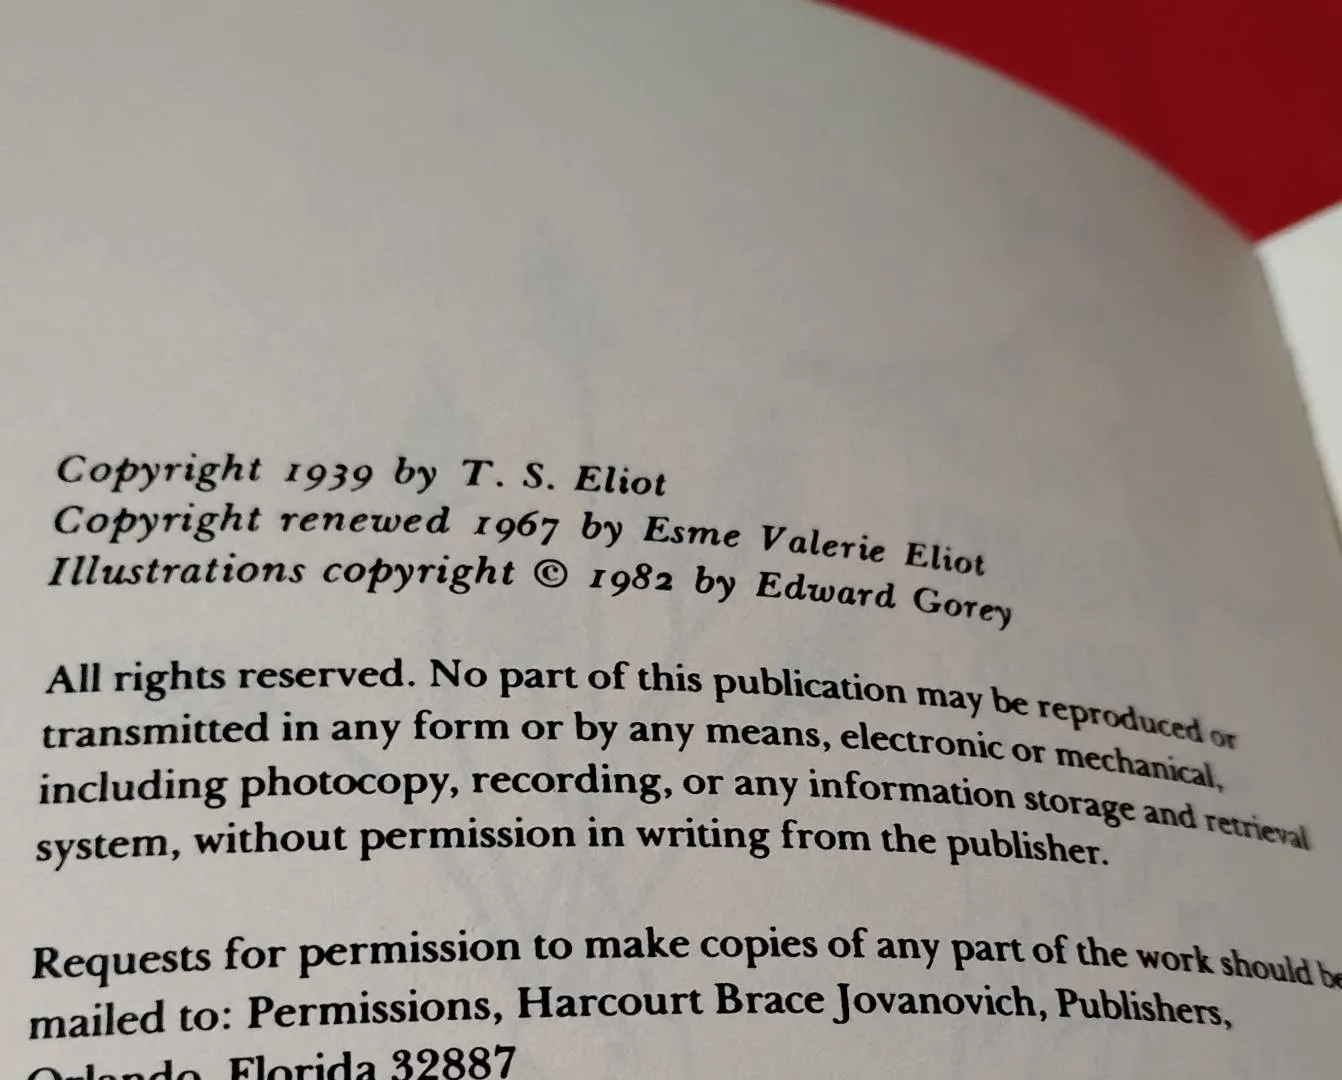 Copyright 1939 by T. S. Eliot
Copyright renewed 1967 by Esme Valerie Eliot
Illustrations copyright © 1982 by Edward Gorey
All rights reserved. No part of this publication may be reproduced or
transmitted in any form or by any means, electronic or mechanical,
including photocopy, recording, or any information storage and retrieval
system, without permission in writing from the publisher.
Requests for permission to make copies of any part of the work should be
mailed to: Permissions, Harcourt Brace Jovanovich, Publishers,
Orlando, Florida 32887